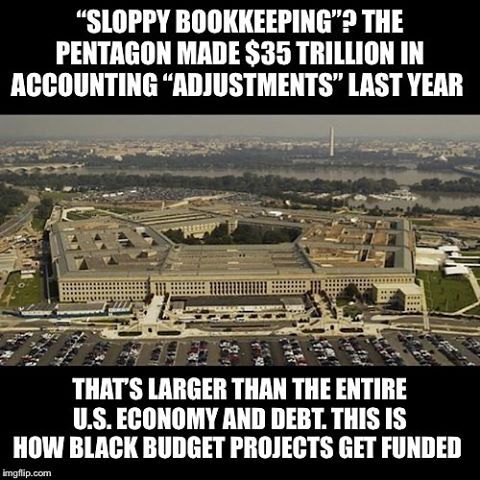 “SLOPPY BOOKKEEPING”? THE
PENTAGON MADE $35 TRILLION IN
ACCOUNTING “ADJUSTMENTS” LAST YEAR
THAT’S LARGER THAN THE ENTIRE
U.S. ECONOMY AND DEBT. THIS IS
HOW BLACK BUDGET PROJECTS GET FUNDED
imgflip.com